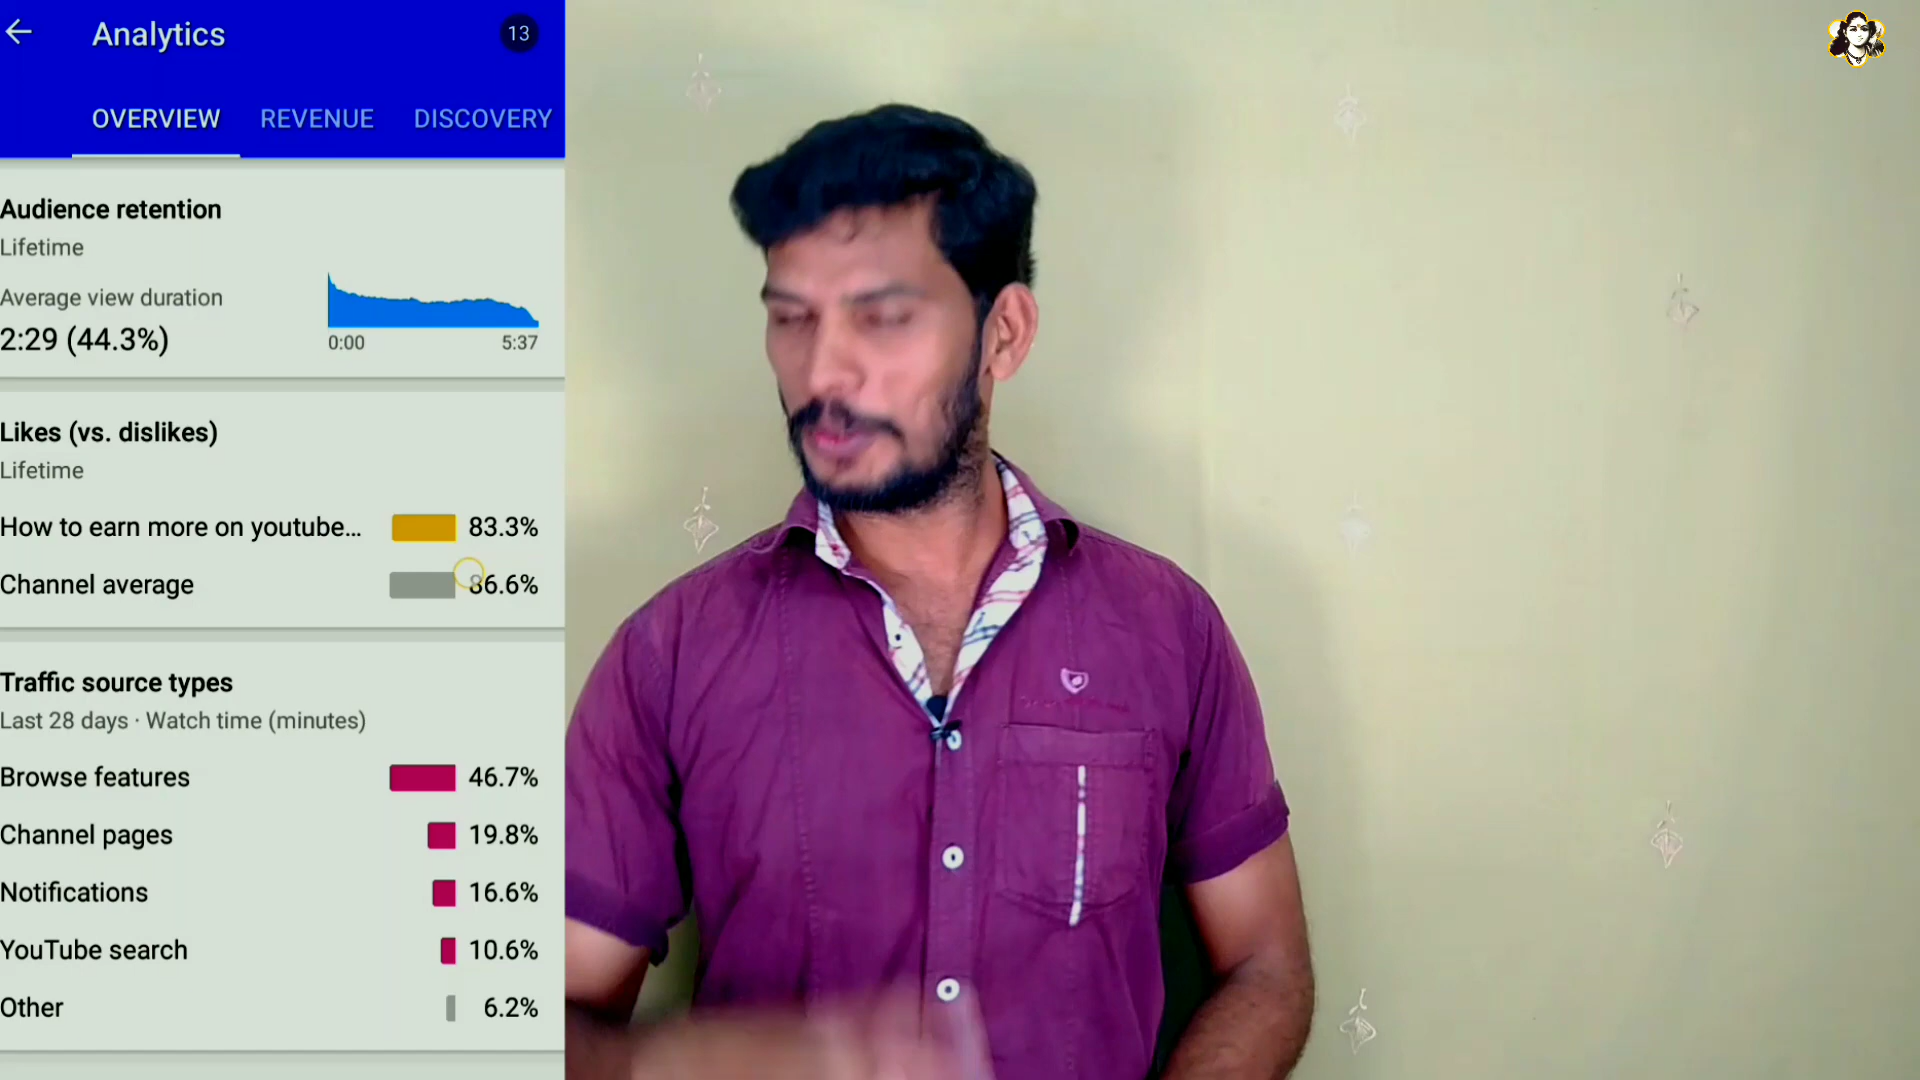 Analytics
13
OVERVIEW REVENUE DISCOVERY
Audience retention
Lifetime
Average view duration
2:29 (44.3%)
0:00 5:37
Likes (vs. dislikes)
Lifetime
How to earn more on youtube... 83.3%
Channel average 86.6%
Traffic source types
Last 28 days · Watch time (minutes)
Browse features 46.7%
Channel pages 19.8%
Notifications 16.6%
YouTube search 10.6%
Other 6.2%